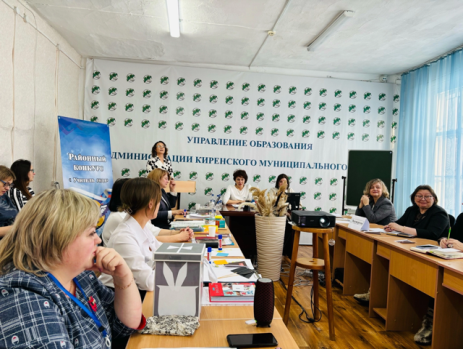 УПРАВЛЕНИЕ ОБРАЗОВАНИЯ
АДМИНИСТРАЦИИ КИРЕНСКОГО МУНИЦИПАЛЬНОГО
РАЙОННЫЙ
КОНКУРС